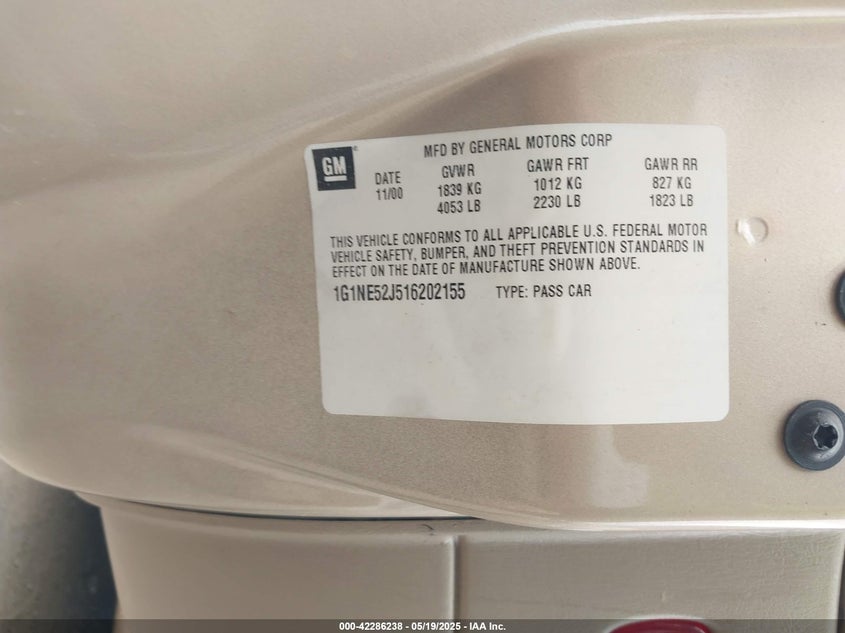 GM
MFD BY GENERAL MOTORS CORP
DATE GVWR GAWR FRT GAWR RR
11/00 1839 KG 1012 KG 827 KG
4053 LB 2230 LB 1823 LB
THIS VEHICLE CONFORMS TO ALL APPLICABLE U.S. FEDERAL MOTOR
VEHICLE SAFETY, BUMPER, AND THEFT PREVENTION STANDARDS IN
EFFECT ON THE DATE OF MANUFACTURE SHOWN ABOVE.
1G1NE52J516202155 TYPE: PASS CAR
000-42286238 - 05/19/2025 - IAA Inc.